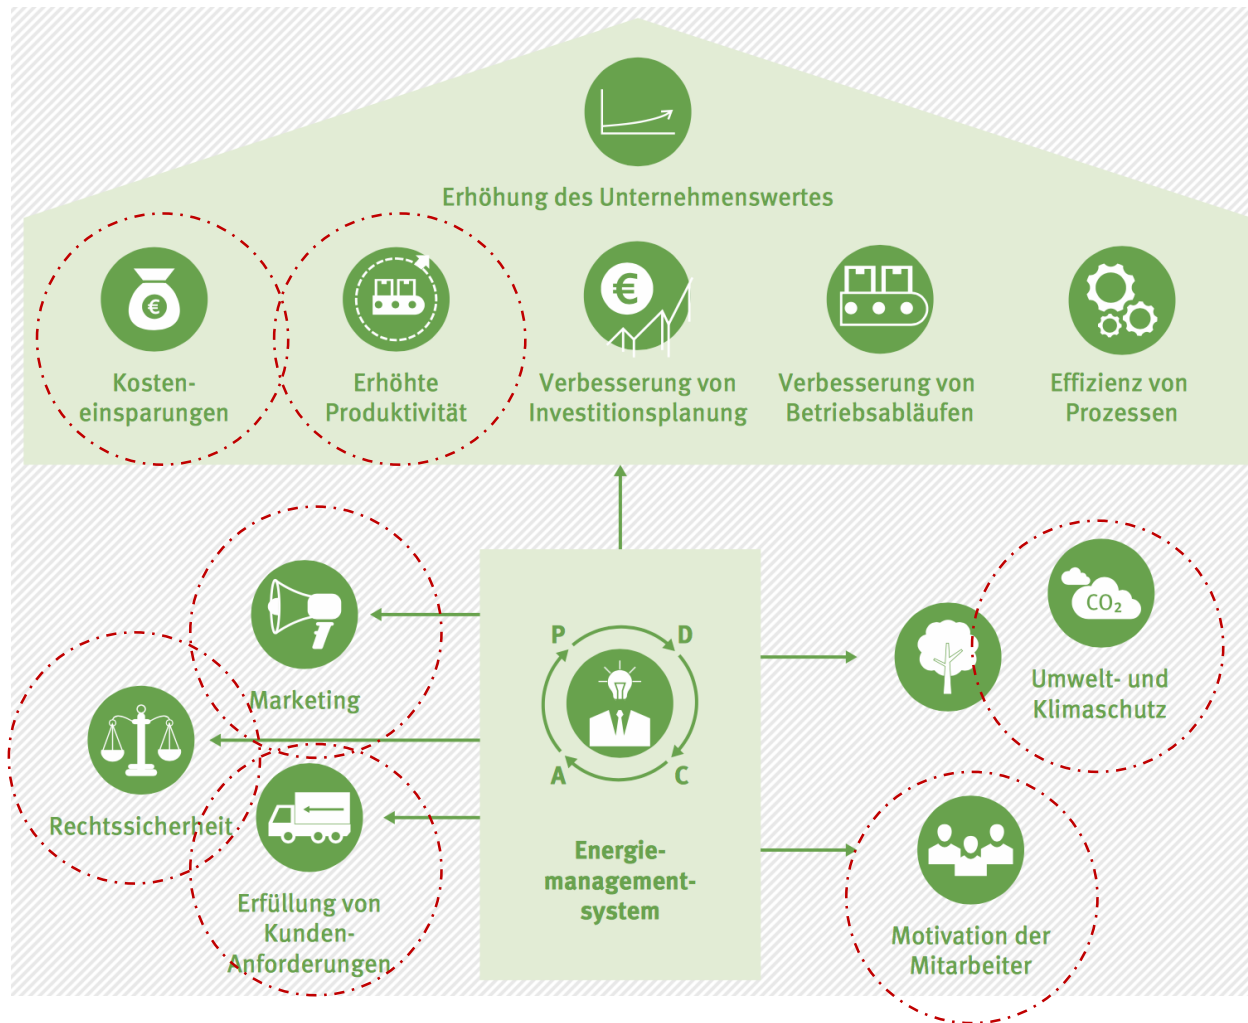 Erhöhung des Unternehmenswertes
€
Kosten-
einsparungen
Erhöhte
Produktivität
€
Verbesserung von
Investitionsplanung
Verbesserung von
Betriebsabläufen
Effizienz von
Prozessen
Marketing
Rechtssicherheit
Erfüllung von
Kunden-
Anforderungen
P
D
A
C
Energie-
management-
system
CO₂
Umwelt- und
Klimaschutz
Motivation der
Mitarbeiter